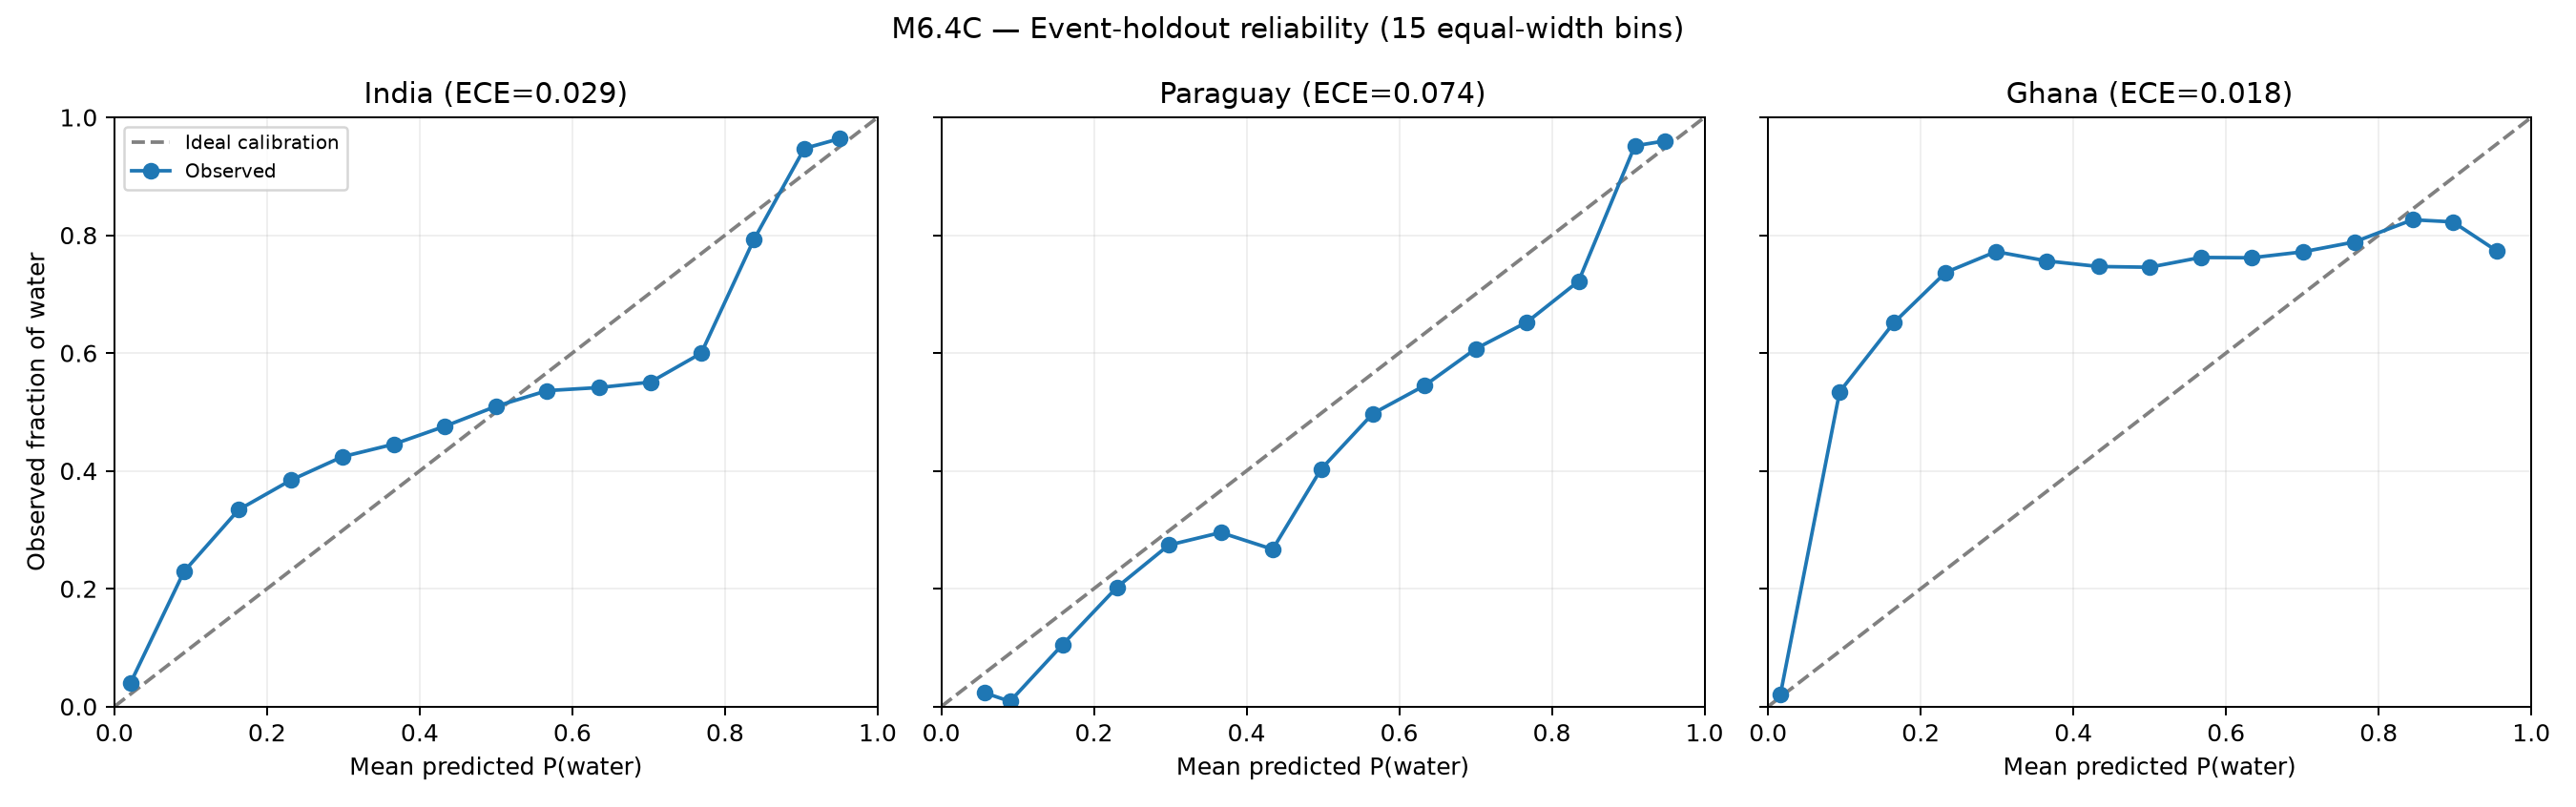 M6.4C — Event-holdout reliability (15 equal-width bins)
India (ECE=0.029)
Paraguay (ECE=0.074)
Ghana (ECE=0.018)
Ideal calibration
Observed
Observed fraction of water
1.0
0.8
0.6
0.4
0.2
0.0
0.0 0.2 0.4 0.6 0.8 1.0
0.0 0.2 0.4 0.6 0.8 1.0
0.0 0.2 0.4 0.6 0.8 1.0
Mean predicted P(water)
Mean predicted P(water)
Mean predicted P(water)